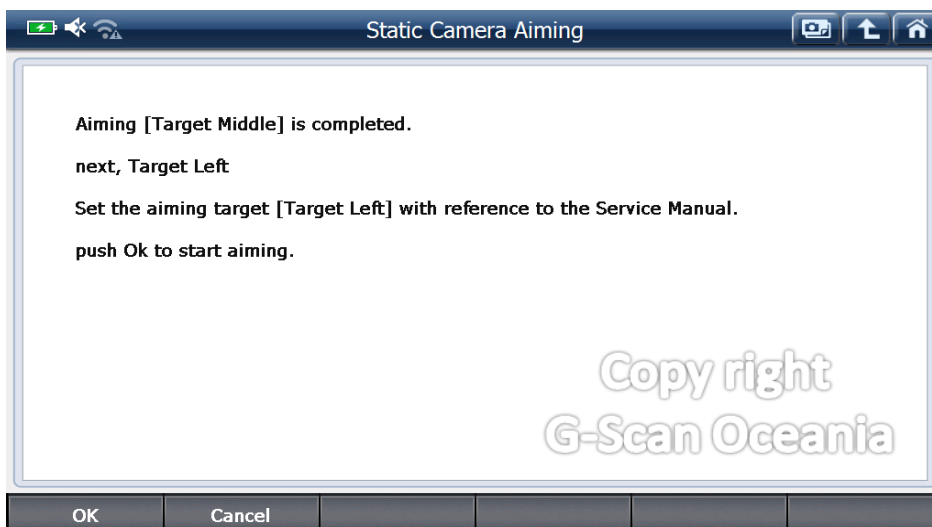 Static Camera Aiming
Aiming [Target Middle] is completed.
next, Target Left
Set the aiming target [Target Left] with reference to the Service Manual.
push Ok to start aiming.
Copy right
G-Scan Oceania
OK Cancel